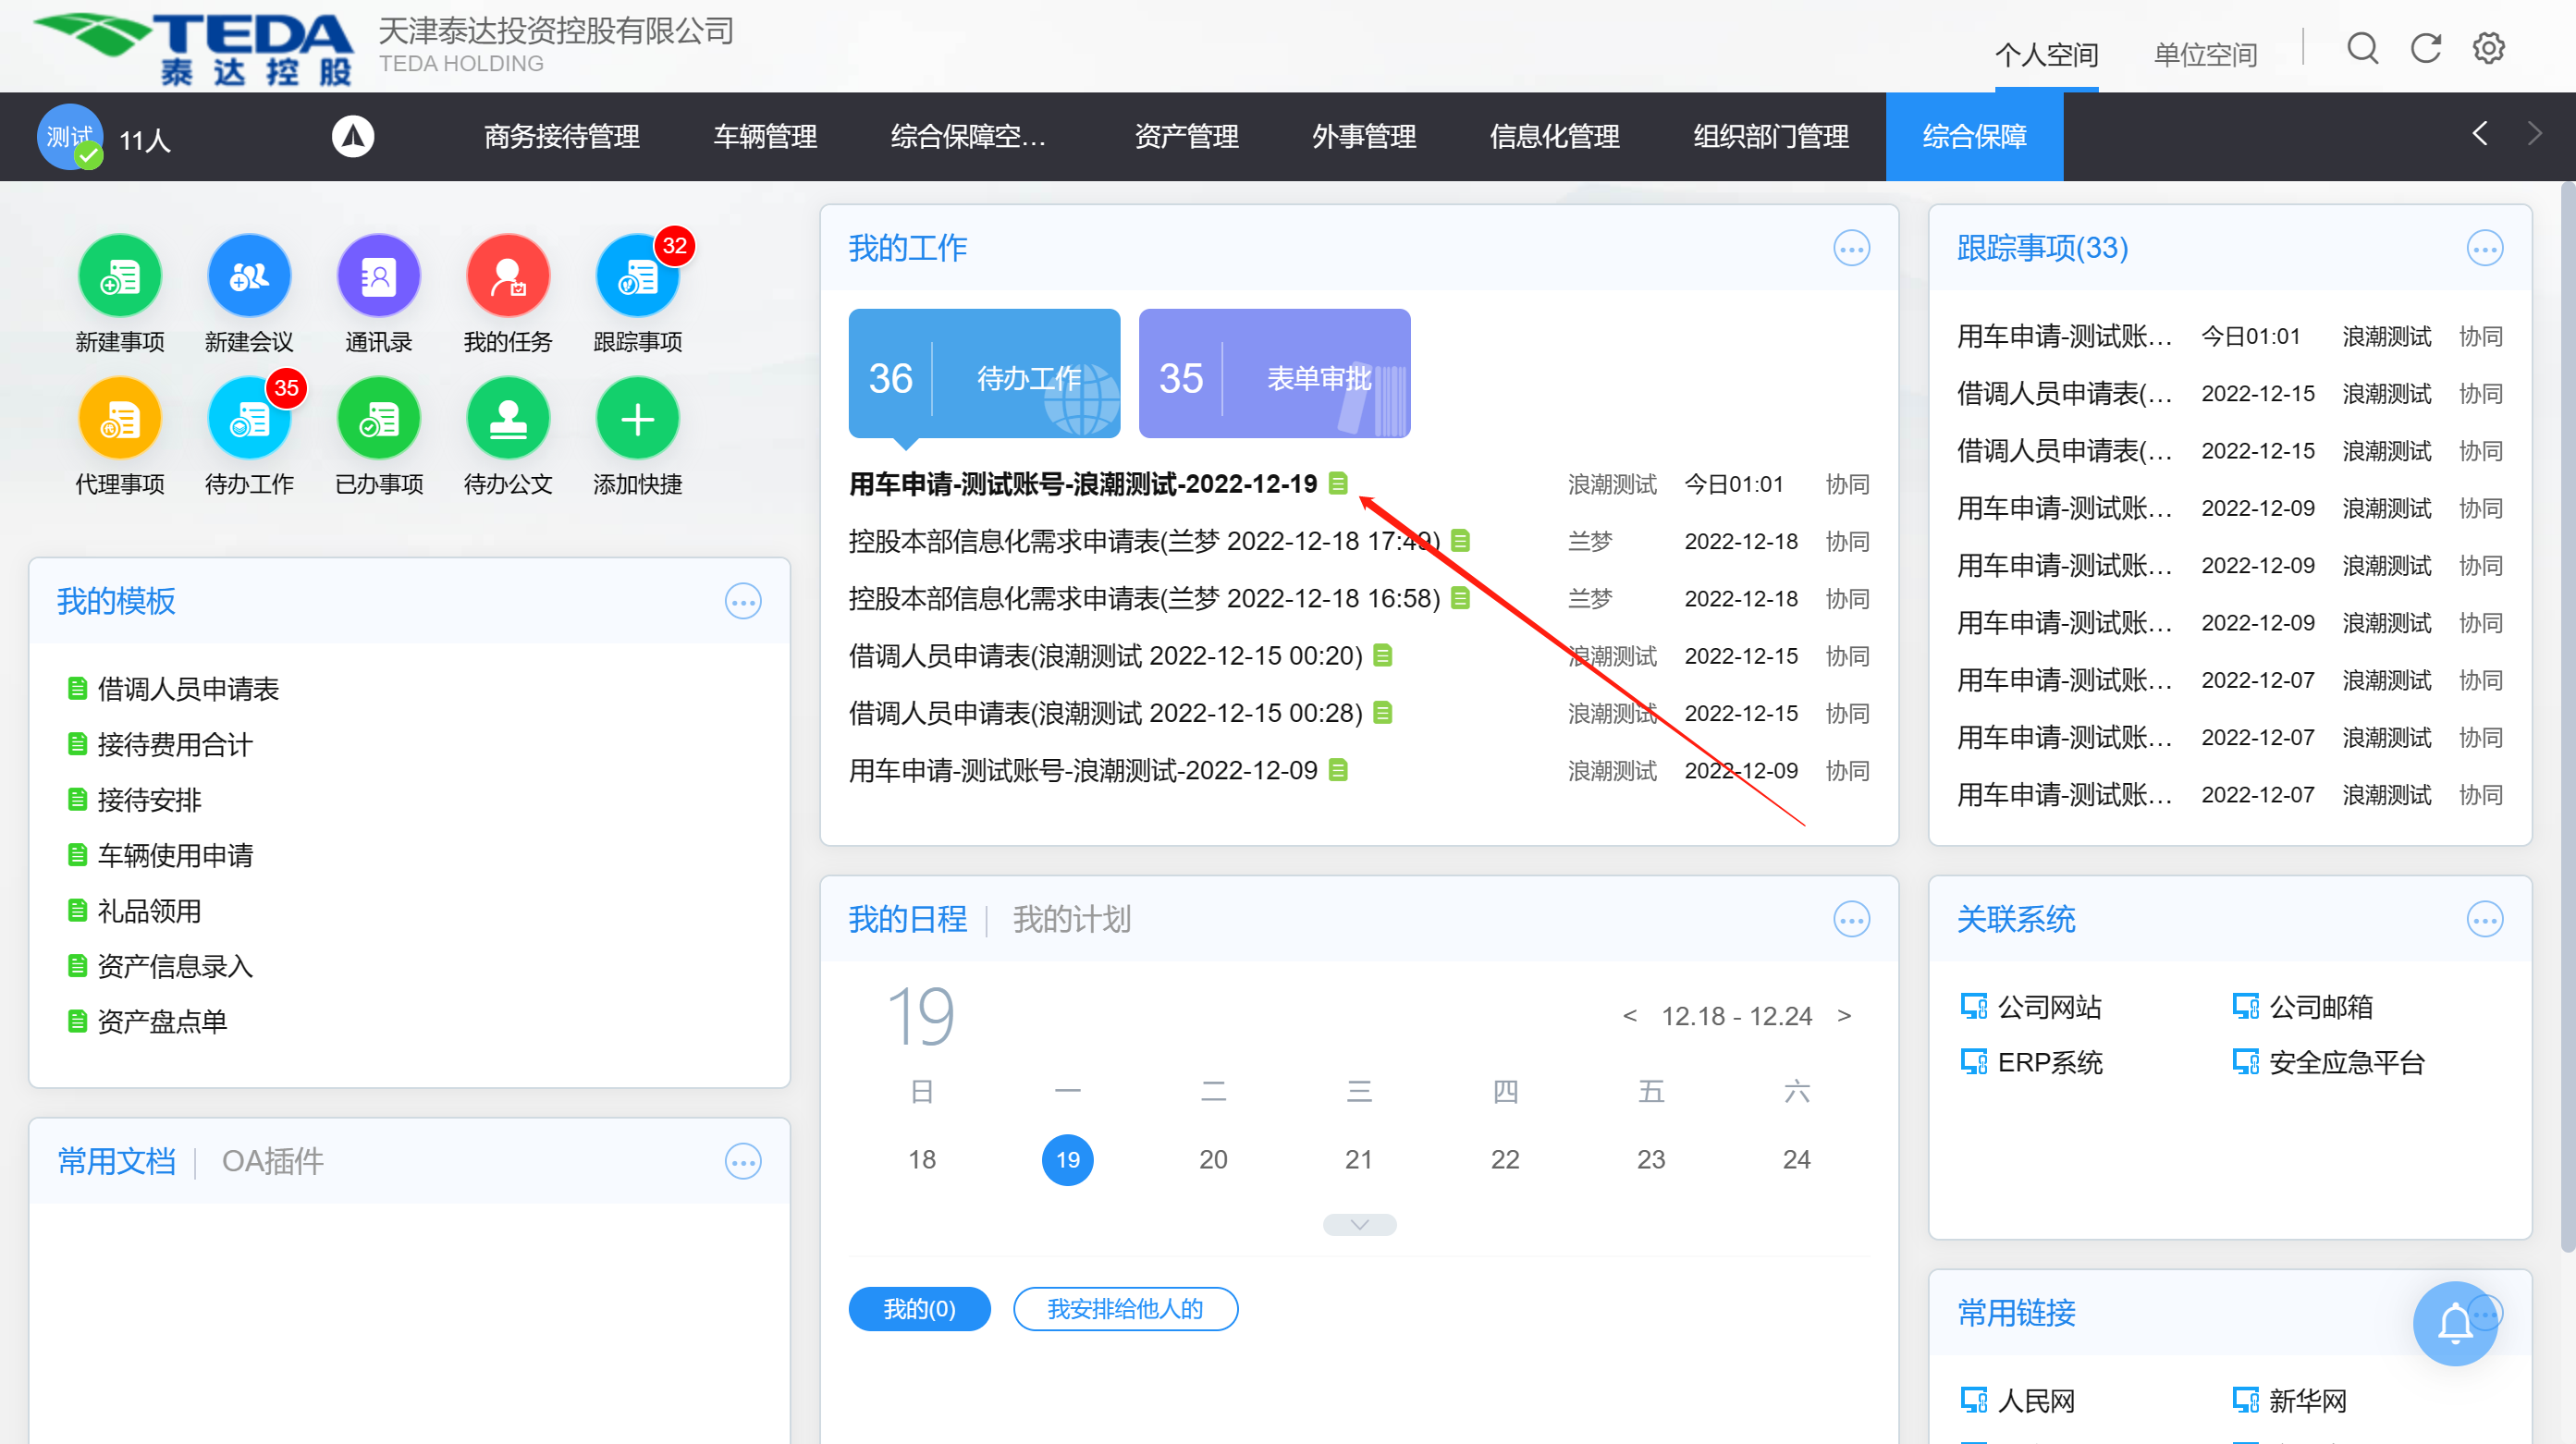 TEDA
泰达控股
天津泰达投资控股有限公司
TEDA HOLDING
个人空间
单位空间
测试
11人
商务接待管理
车辆管理
综合保障空...
资产管理
外事管理
信息化管理
组织部门管理
综合保障
32
新建事项
新建会议
通讯录
我的任务
跟踪事项
35
代
代理事项
待办工作
已办事项
待办公文
添加快捷
我的模板
借调人员申请表
接待费用合计
接待安排
车辆使用申请
礼品领用
资产信息录入
资产盘点单
常用文档
OA插件
我的工作
36 待办工作
35 表单审批
用车申请-测试账号-浪潮测试-2022-12-19 浪潮测试 今日01:01 协同
控股本部信息化需求申请表(兰梦 2022-12-18 17:49) 兰梦 2022-12-18 协同
控股本部信息化需求申请表(兰梦 2022-12-18 16:58) 兰梦 2022-12-18 协同
借调人员申请表(浪潮测试 2022-12-15 00:20) 浪潮测试 2022-12-15 协同
借调人员申请表(浪潮测试 2022-12-15 00:28) 浪潮测试 2022-12-15 协同
用车申请-测试账号-浪潮测试-2022-12-09 浪潮测试 2022-12-09 协同
我的日程
我的计划
19
< 12.18 - 12.24 >
日 一 二 三 四 五 六
18 19 20 21 22 23 24
我的(0)
我安排给他人的
跟踪事项(33)
用车申请-测试账... 今日01:01 浪潮测试 协同
借调人员申请表(... 2022-12-15 浪潮测试 协同
借调人员申请表(... 2022-12-15 浪潮测试 协同
用车申请-测试账... 2022-12-09 浪潮测试 协同
用车申请-测试账... 2022-12-09 浪潮测试 协同
用车申请-测试账... 2022-12-09 浪潮测试 协同
用车申请-测试账... 2022-12-07 浪潮测试 协同
用车申请-测试账... 2022-12-07 浪潮测试 协同
用车申请-测试账... 2022-12-07 浪潮测试 协同
关联系统
公司网站
公司邮箱
ERP系统
安全应急平台
常用链接
人民网
新华网